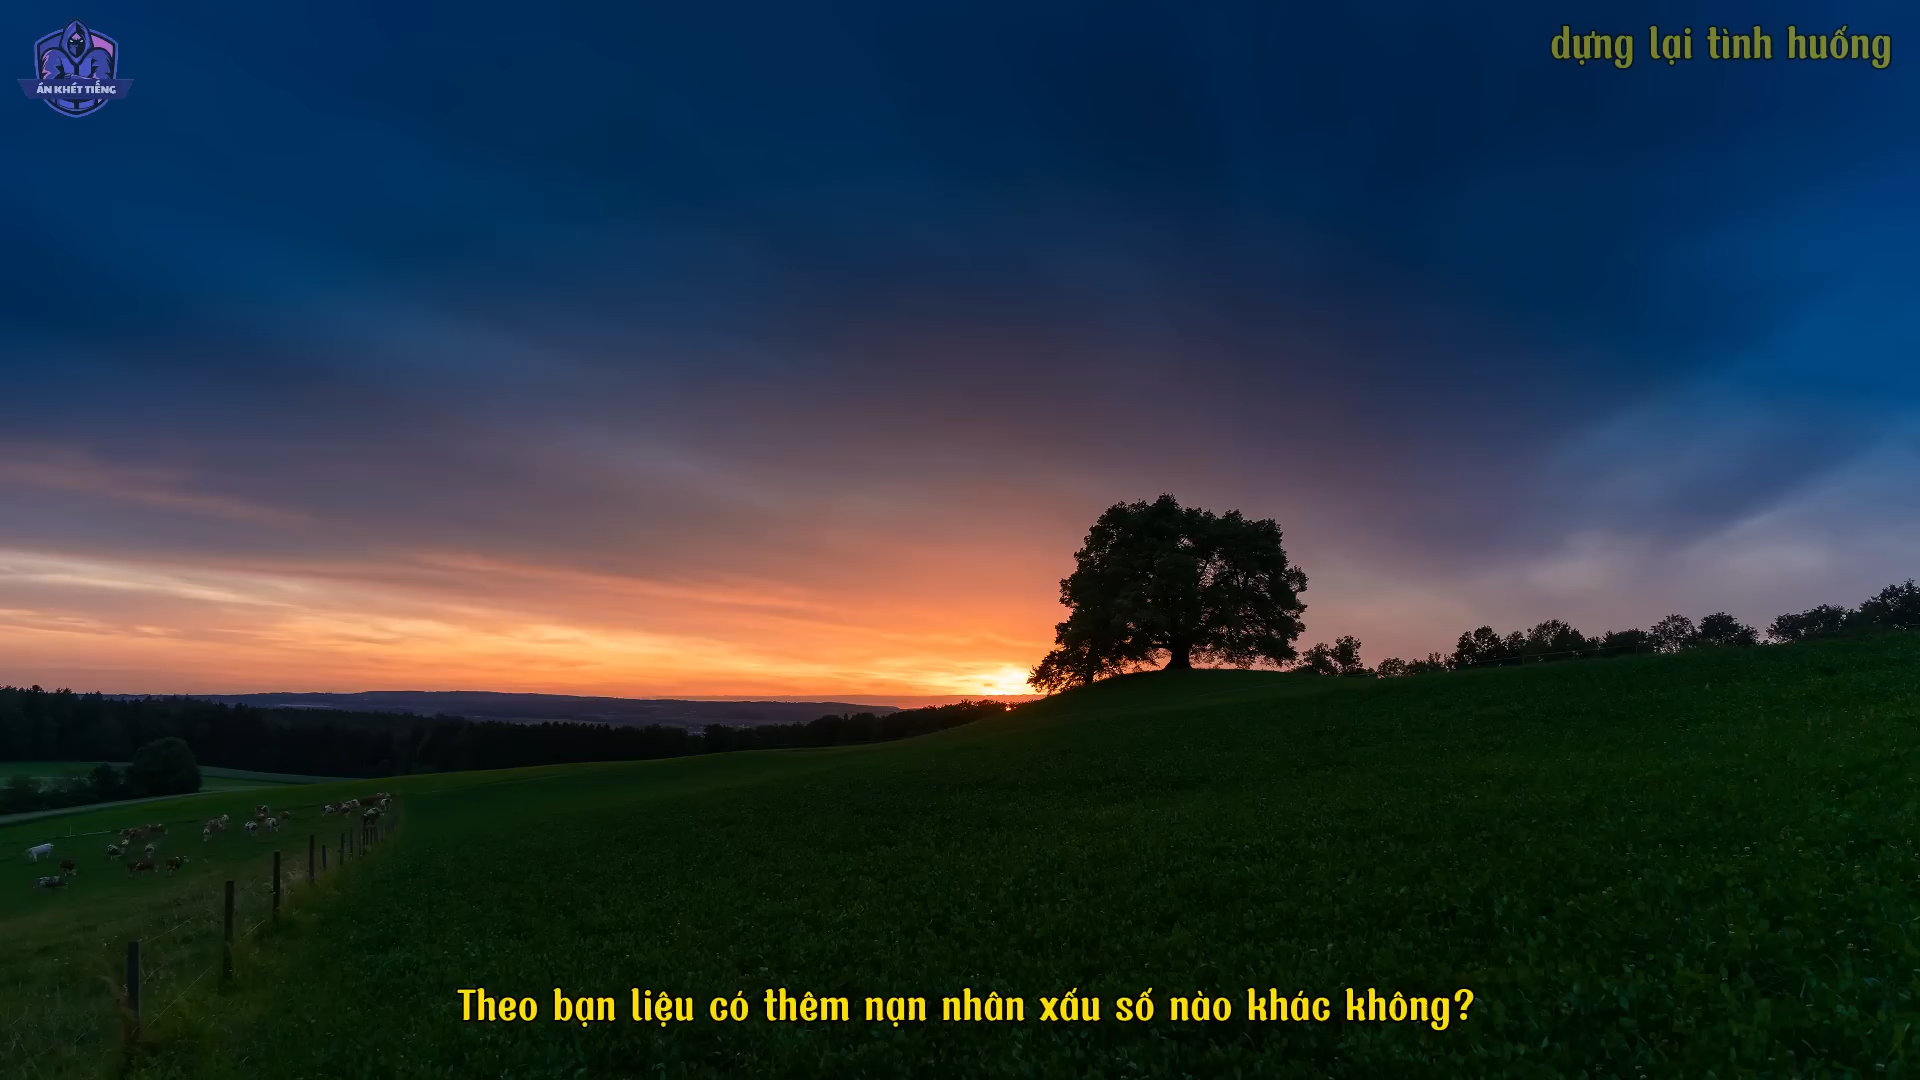 ÁN KHÉT TIẾNG
dựng lại tình huống
Theo bạn liệu có thêm nạn nhân xấu số nào khác không?